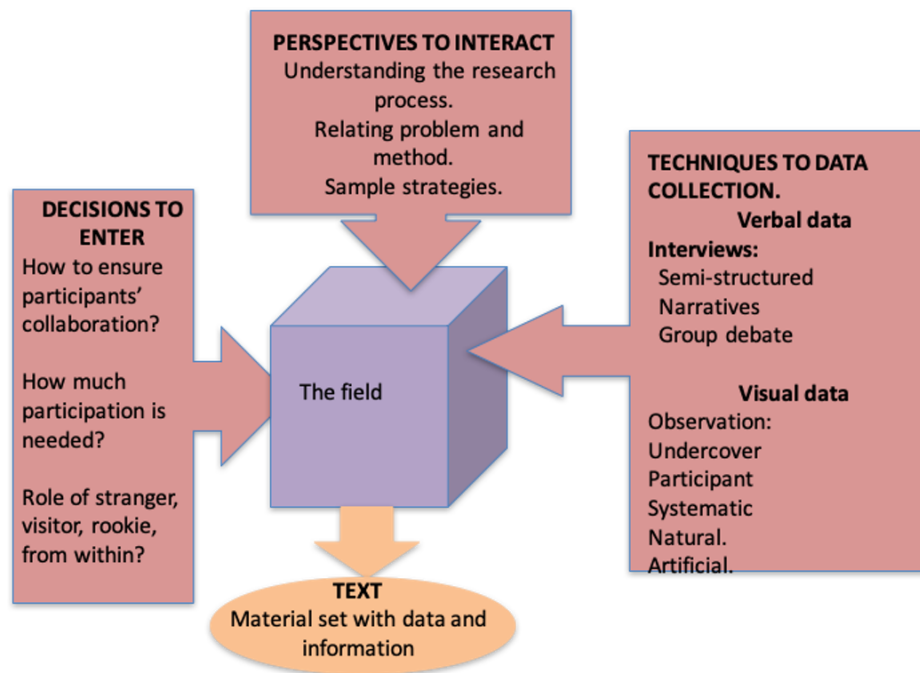 PERSPECTIVES TO INTERACT
Understanding the research
process.
Relating problem and
method.
Sample strategies.
DECISIONS TO
ENTER
How to ensure
participants’
collaboration?
How much
participation is
needed?
Role of stranger,
visitor, rookie,
from within?
The field
TECHNIQUES TO DATA
COLLECTION.
Verbal data
Interviews:
Semi-structured
Narratives
Group debate
Visual data
Observation:
Undercover
Participant
Systematic
Natural.
Artificial.
TEXT
Material set with data and
information